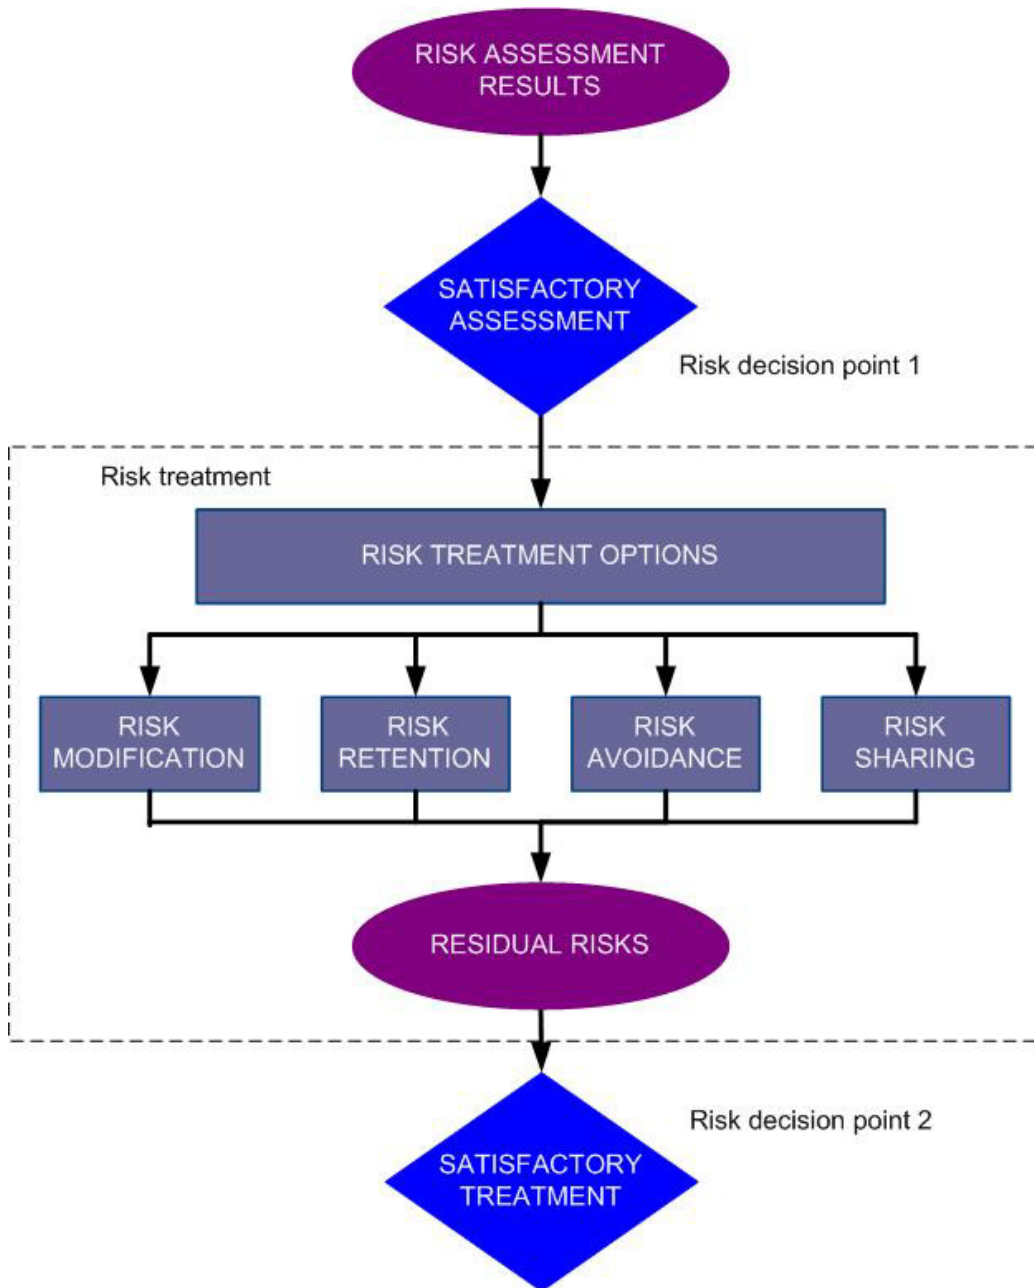 RISK ASSESSMENT
RESULTS
SATISFACTORY
ASSESSMENT
Risk decision point 1
Risk treatment
RISK TREATMENT OPTIONS
RISK
MODIFICATION
RISK
RETENTION
RISK
AVOIDANCE
RISK
SHARING
RESIDUAL RISKS
Risk decision point 2
SATISFACTORY
TREATMENT